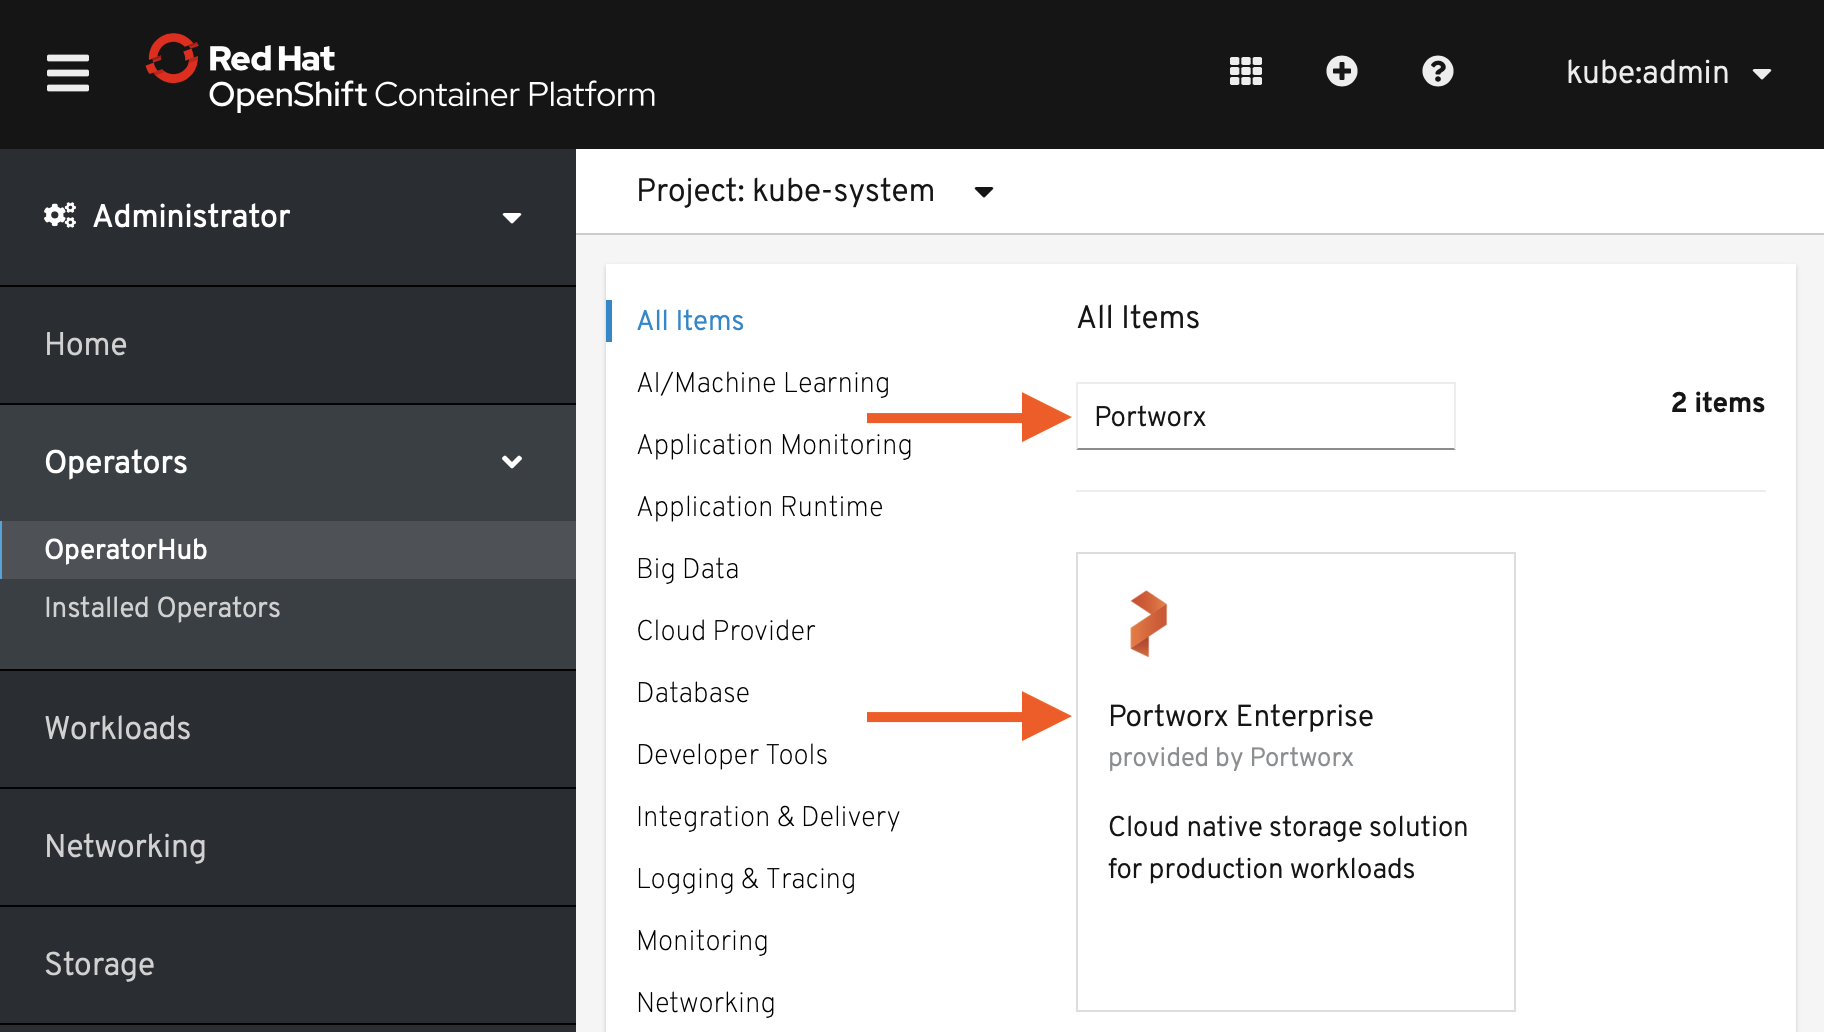 Red Hat
OpenShift Container Platform
kube:admin
Administrator
Home
Operators
OperatorHub
Installed Operators
Workloads
Networking
Storage
Project: kube-system
All Items
AI/Machine Learning
Application Monitoring
Application Runtime
Big Data
Cloud Provider
Database
Developer Tools
Integration & Delivery
Logging & Tracing
Monitoring
Networking
All Items
Portworx
2 items
Portworx Enterprise
provided by Portworx
Cloud native storage solution
for production workloads